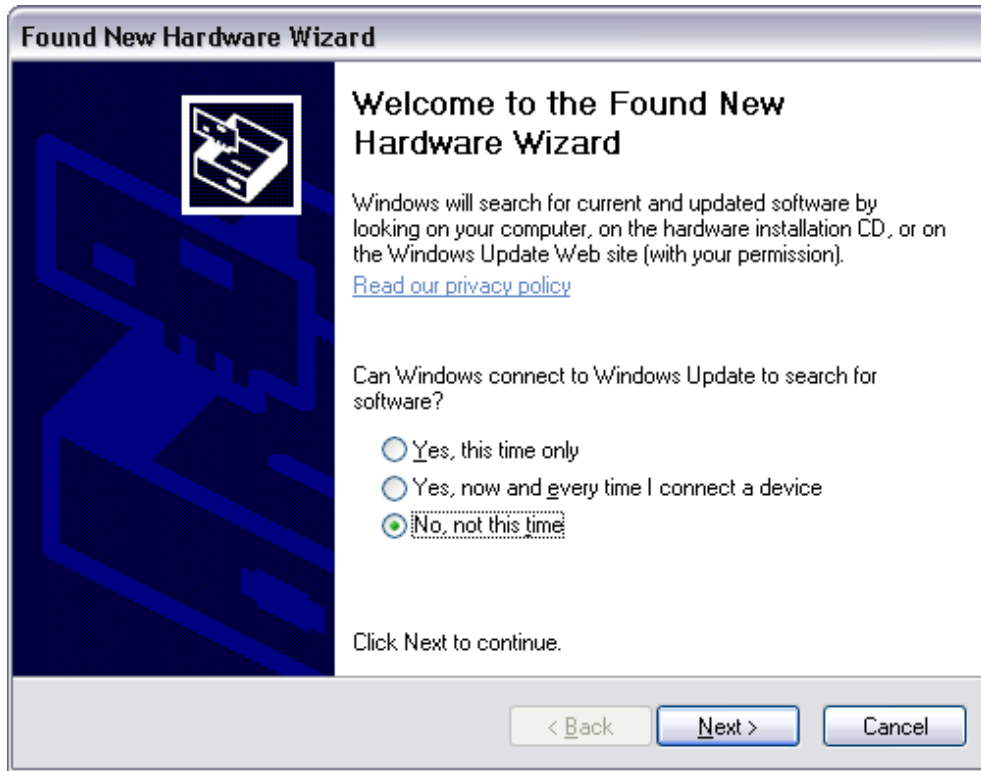 Found New Hardware Wizard
Welcome to the Found New
Hardware Wizard
Windows will search for current and updated software by
looking on your computer, on the hardware installation CD, or on
the Windows Update Web site (with your permission).
Read our privacy policy
Can Windows connect to Windows Update to search for
software?
Yes, this time only
Yes, now and every time I connect a device
No, not this time
Click Next to continue.
< Back
Next >
Cancel